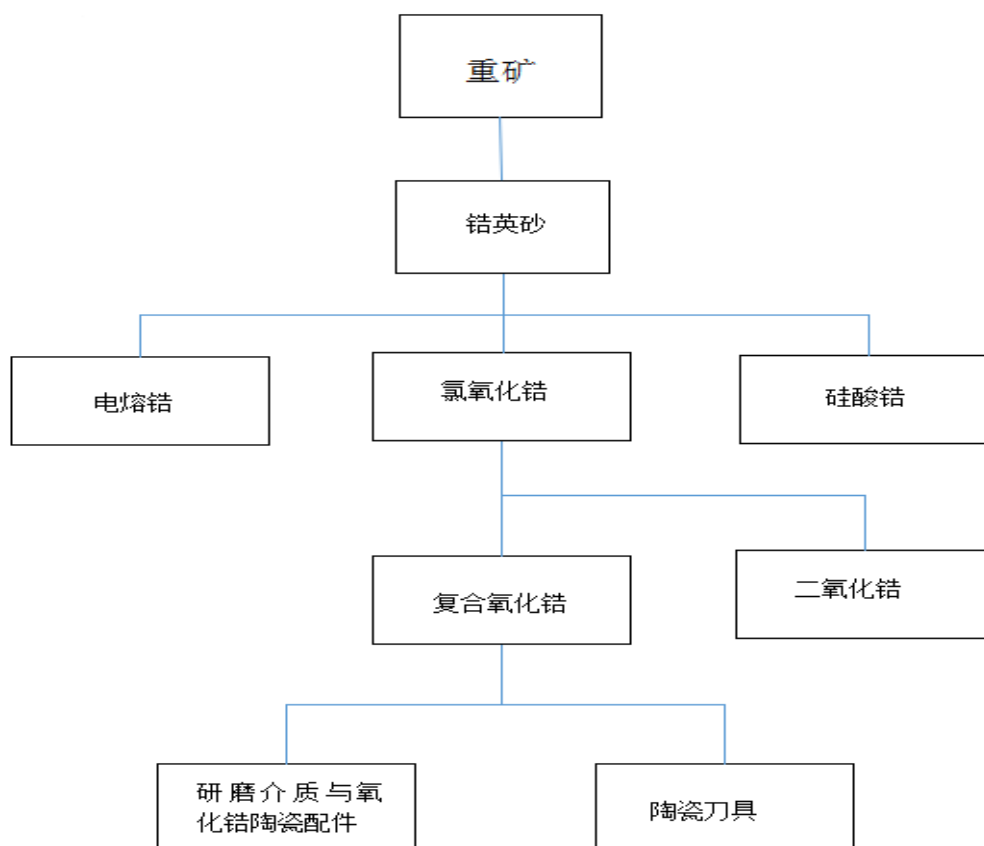 重矿
锆英砂
电熔锆
氯氧化锆
硅酸锆
复合氧化锆
二氧化锆
研磨介质与氧
化锆陶瓷配件
陶瓷刀具